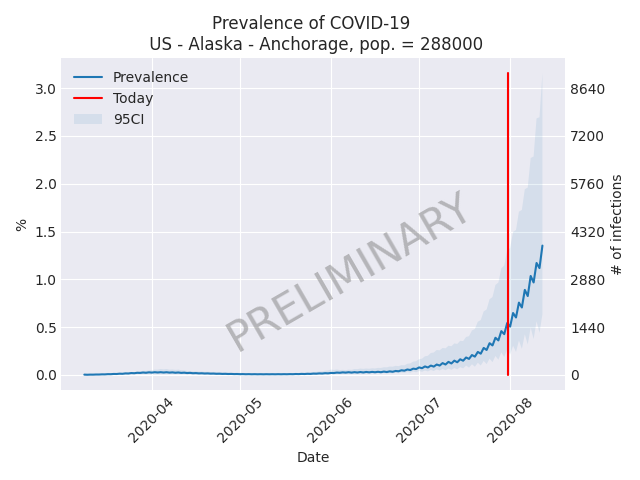 Prevalence of COVID-19
US - Alaska - Anchorage, pop. = 288000
Prevalence
Today
95CI
PRELIMINARY
3.0
2.5
2.0
1.5
1.0
0.5
0.0
%
8640
7200
5760
4320
2880
1440
0
# of infections
2020-04
2020-05
2020-06
2020-07
2020-08
Date